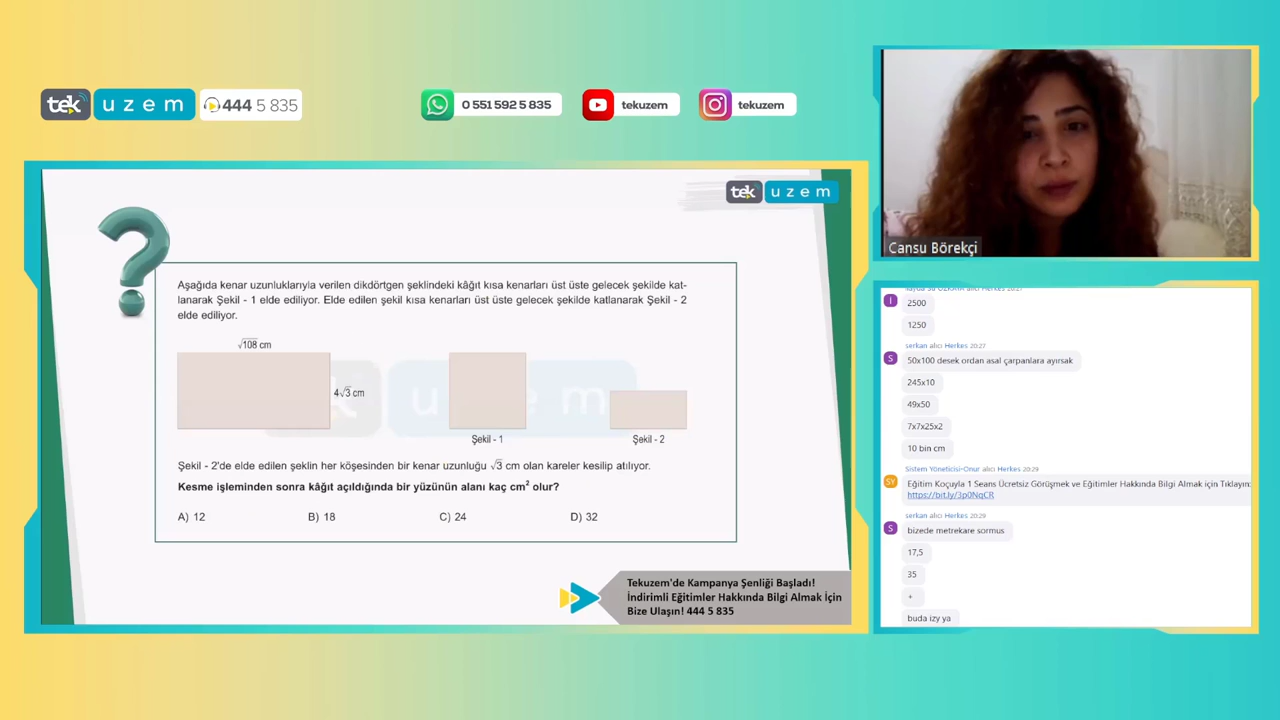 tek uzem 444 5 835
0 551 592 5 835
tekuzem
tekuzem
tek uzem
Aşağıda kenar uzunluklarıyla verilen dikdörtgen şeklindeki kâğıt kısa kenarları üst üste gelecek şekilde kat-
lanarak Şekil - 1 elde ediliyor. Elde edilen şekil kısa kenarları üst üste gelecek şekilde katlanarak Şekil - 2
elde ediliyor.
√108 cm
4√3 cm
Şekil - 1
Şekil - 2
Şekil - 2'de elde edilen şeklin her köşesinden bir kenar uzunluğu √3 cm olan kareler kesilip atılıyor.
Kesme işleminden sonra kâğıt açıldığında bir yüzünün alanı kaç cm² olur?
A) 12 B) 18 C) 24 D) 32
Tekuzem'de Kampanya Şenliği Başladı!
İndirimli Eğitimler Hakkında Bilgi Almak İçin
Bize Ulaşın! 444 5 835
Cansu Börekçi
I
2500
1250
serkan alıcı Herkes 20:27
S
50x100 desek ordan asal çarpanlara ayırsak
245x10
49x50
7x7x25x2
10 bin cm
Sistem Yöneticisi-Onur alıcı Herkes 20:29
SY
Eğitim Koçuyla 1 Seans Ücretsiz Görüşmek ve Eğitimler Hakkında Bilgi Almak için Tıklayın:
https://bit.ly/3p0NqCR
serkan alıcı Herkes 20:29
S
bizede metrekare sormus
17,5
35
+
buda izy ya